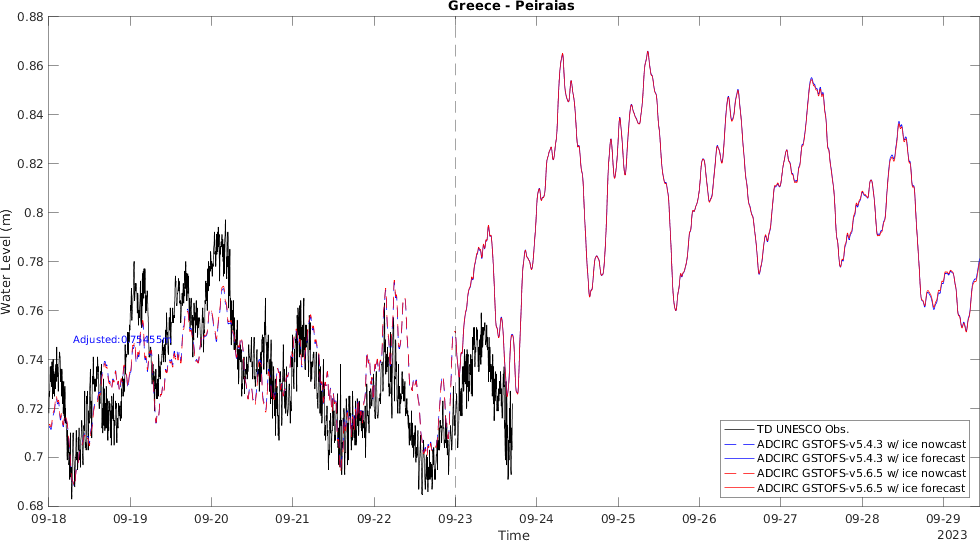 Greece - Peiraias
0.88
0.86
0.84
0.82
0.8
0.78
0.76
0.74
0.72
0.7
0.68
Water Level (m)
Adjusted:0.75455m
TD UNESCO Obs.
ADCIRC GSTOFS-v5.4.3 w/ ice nowcast
ADCIRC GSTOFS-v5.4.3 w/ ice forecast
ADCIRC GSTOFS-v5.6.5 w/ ice nowcast
ADCIRC GSTOFS-v5.6.5 w/ ice forecast
09-18 09-19 09-20 09-21 09-22 09-23 09-24 09-25 09-26 09-27 09-28 09-29
Time
2023